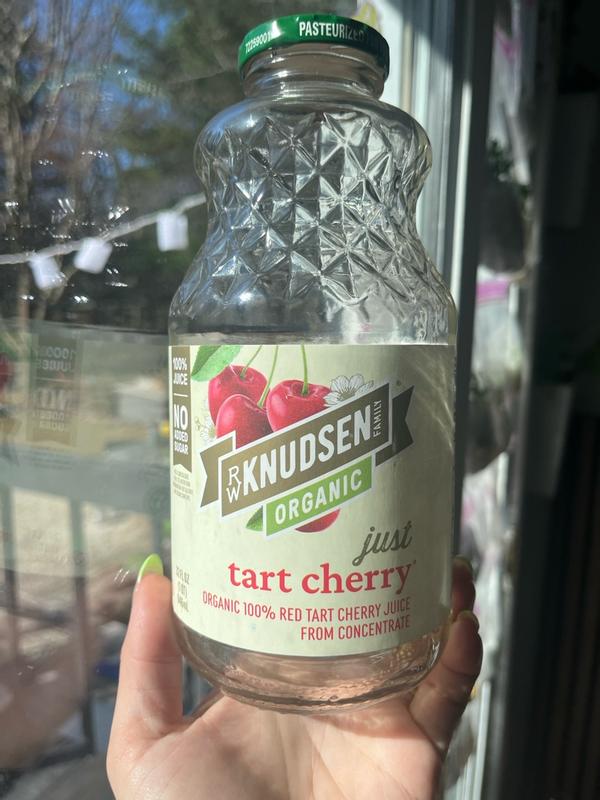 PASTEURIZED
100%
JUICE
NO
ADDED
SUGAR
RW KNUDSEN FAMILY
ORGANIC
just
tart cherry
ORGANIC 100% RED TART CHERRY JUICE
FROM CONCENTRATE